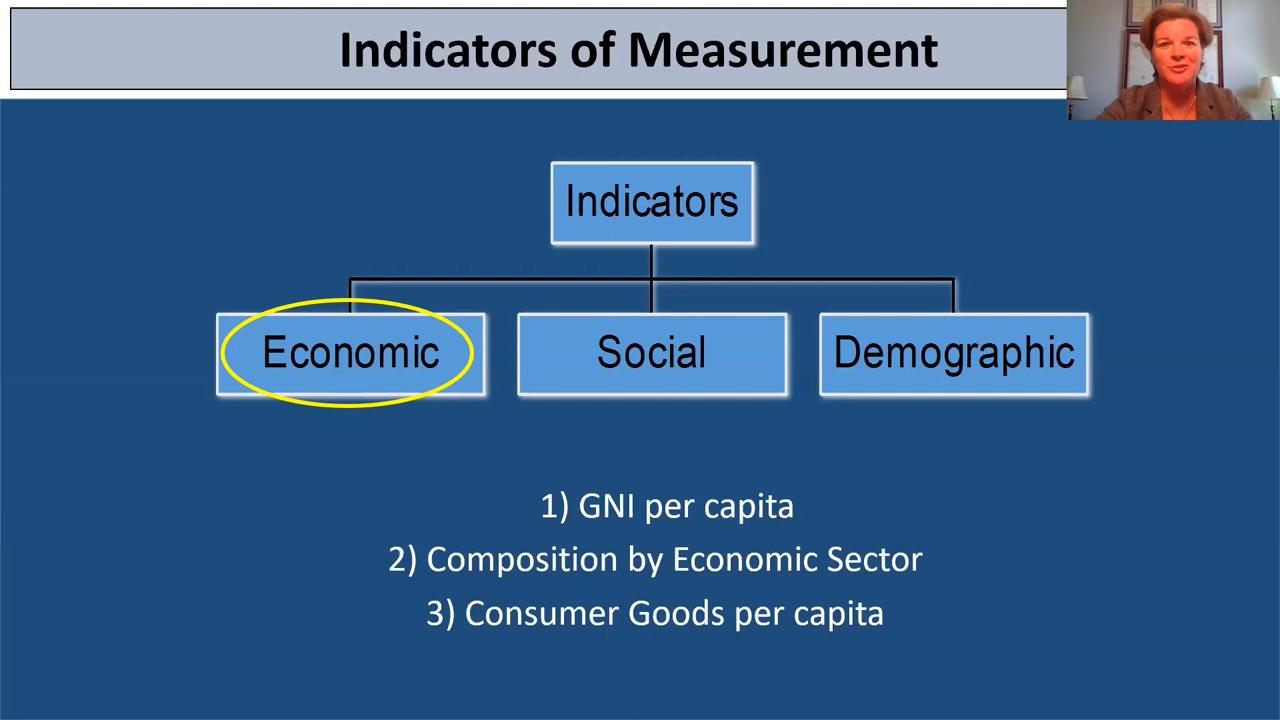 Indicators of Measurement
Indicators
Economic
Social
Demographic
1) GNI per capita
2) Composition by Economic Sector
3) Consumer Goods per capita